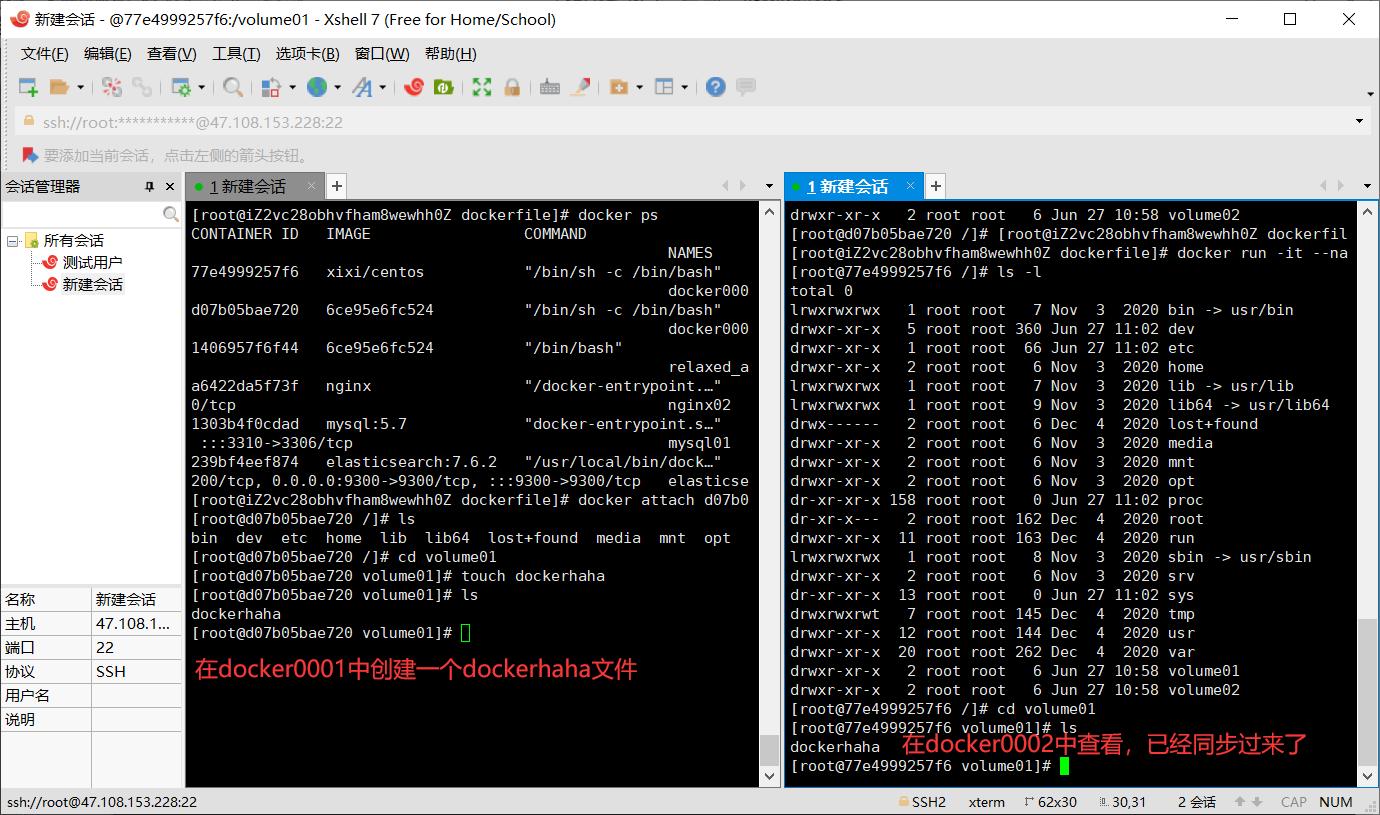 新建会话 - @77e4999257f6:/volume01 - Xshell 7 (Free for Home/School)
文件(F) 编辑(E) 查看(V) 工具(T) 选项卡(B) 窗口(W) 帮助(H)
ssh://root:***********@47.108.153.228:22
要添加当前会话，点击左侧的箭头按钮。
会话管理器
所有会话
测试用户
新建会话
名称 新建会话
主机 47.108.1...
端口 22
协议 SSH
用户名
说明
1 新建会话
[root@iZ2vc28obhvfham8wewhh0Z dockerfile]# docker ps
CONTAINER ID IMAGE COMMAND
NAMES
77e4999257f6 xixi/centos "/bin/sh -c /bin/bash"
docker000
d07b05bae720 6ce95e6fc524 "/bin/sh -c /bin/bash"
docker000
1406957f6f44 6ce95e6fc524 "/bin/bash"
relaxed_a
a6422da5f73f nginx "/docker-entrypoint.…"
0/tcp nginx02
1303b4f0cdad mysql:5.7 "docker-entrypoint.s…"
:::3310->3306/tcp mysql01
239bf4eef874 elasticsearch:7.6.2 "/usr/local/bin/dock…"
200/tcp, 0.0.0.0:9300->9300/tcp, :::9300->9300/tcp elasticse
[root@iZ2vc28obhvfham8wewhh0Z dockerfile]# docker attach d07b0
[root@d07b05bae720 /]# ls
bin dev etc home lib lib64 lost+found media mnt opt
[root@d07b05bae720 /]# cd volume01
[root@d07b05bae720 volume01]# touch dockerhaha
[root@d07b05bae720 volume01]# ls
dockerhaha
[root@d07b05bae720 volume01]#
在docker0001中创建一个dockerhaha文件
1 新建会话
drwxr-xr-x 2 root root 6 Jun 27 10:58 volume02
[root@d07b05bae720 /]# [root@iZ2vc28obhvfham8wewhh0Z dockerfil
[root@iZ2vc28obhvfham8wewhh0Z dockerfile]# docker run -it --na
[root@77e4999257f6 /]# ls -l
total 0
lrwxrwxrwx 1 root root 7 Nov 3 2020 bin -> usr/bin
drwxr-xr-x 5 root root 360 Jun 27 11:02 dev
drwxr-xr-x 1 root root 66 Jun 27 11:02 etc
drwxr-xr-x 2 root root 6 Nov 3 2020 home
lrwxrwxrwx 1 root root 7 Nov 3 2020 lib -> usr/lib
lrwxrwxrwx 1 root root 9 Nov 3 2020 lib64 -> usr/lib64
drwx------ 2 root root 6 Dec 4 2020 lost+found
drwxr-xr-x 2 root root 6 Nov 3 2020 media
drwxr-xr-x 2 root root 6 Nov 3 2020 mnt
drwxr-xr-x 2 root root 6 Nov 3 2020 opt
dr-xr-xr-x 158 root root 0 Jun 27 11:02 proc
dr-xr-x--- 2 root root 162 Dec 4 2020 root
drwxr-xr-x 11 root root 163 Dec 4 2020 run
lrwxrwxrwx 1 root root 8 Nov 3 2020 sbin -> usr/sbin
drwxr-xr-x 2 root root 6 Nov 3 2020 srv
dr-xr-xr-x 13 root root 0 Jun 27 11:02 sys
drwxrwxrwt 7 root root 145 Dec 4 2020 tmp
drwxr-xr-x 12 root root 144 Dec 4 2020 usr
drwxr-xr-x 20 root root 262 Dec 4 2020 var
drwxr-xr-x 2 root root 6 Jun 27 10:58 volume01
drwxr-xr-x 2 root root 6 Jun 27 10:58 volume02
[root@77e4999257f6 /]# cd volume01
[root@77e4999257f6 volume01]# ls
dockerhaha
在docker0002中查看，已经同步过来了
[root@77e4999257f6 volume01]#
ssh://root@47.108.153.228:22 SSH2 xterm 62x30 30,31 2 会话 CAP NUM